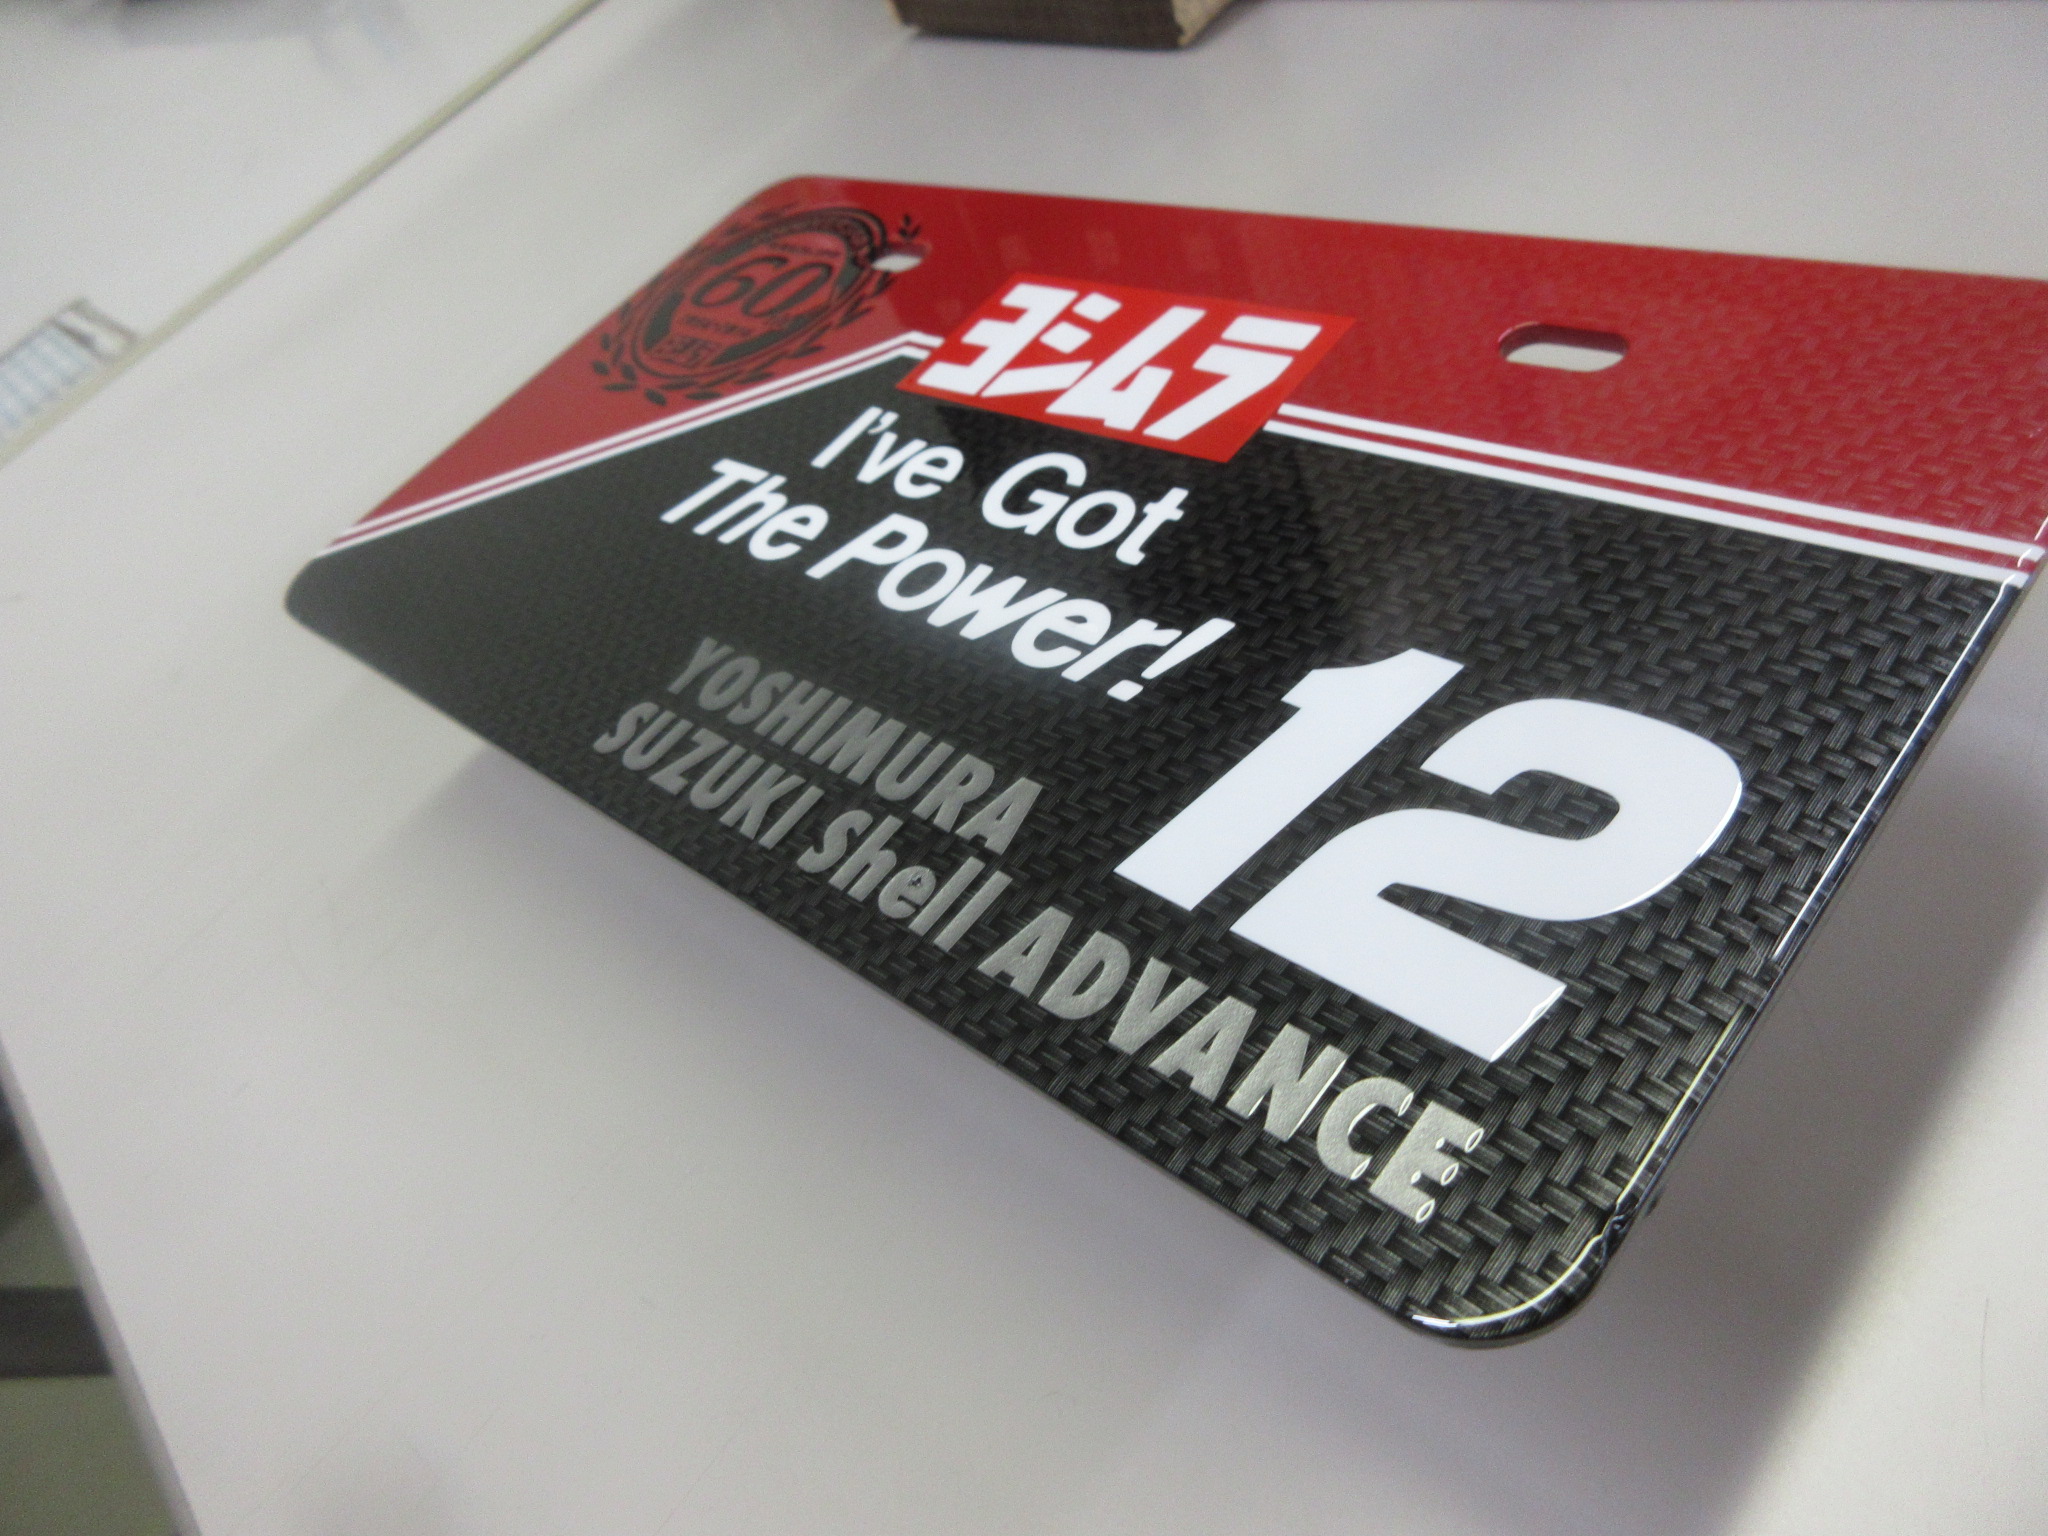 60
ヨシムラ
I've Got
The Power!
12
YOSHIMURA
SUZUKI Shell ADVANCE